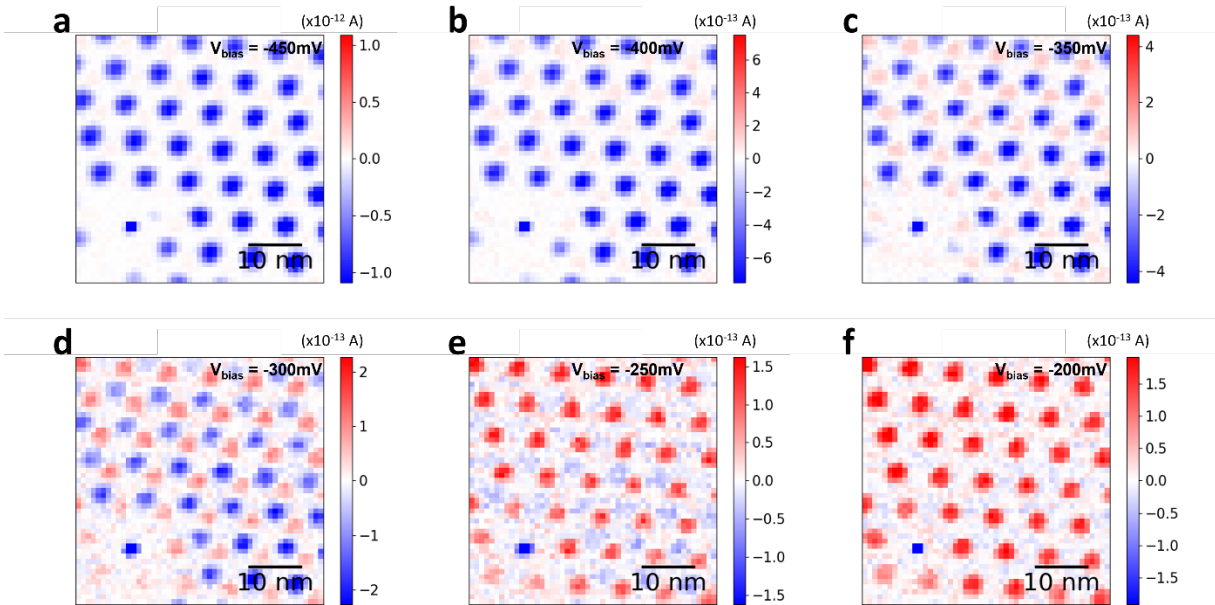 a
V_bias = -450mV
(x10⁻¹² A)
1.0
0.5
0.0
−0.5
−1.0
10 nm
b
V_bias = -400mV
(x10⁻¹³ A)
6
4
2
0
−2
−4
−6
10 nm
c
V_bias = -350mV
(x10⁻¹³ A)
4
2
0
−2
−4
10 nm
d
V_bias = -300mV
(x10⁻¹³ A)
2
1
0
−1
−2
10 nm
e
V_bias = -250mV
(x10⁻¹³ A)
1.5
1.0
0.5
0.0
−0.5
−1.0
−1.5
10 nm
f
V_bias = -200mV
(x10⁻¹³ A)
1.5
1.0
0.5
0.0
−0.5
−1.0
−1.5
10 nm